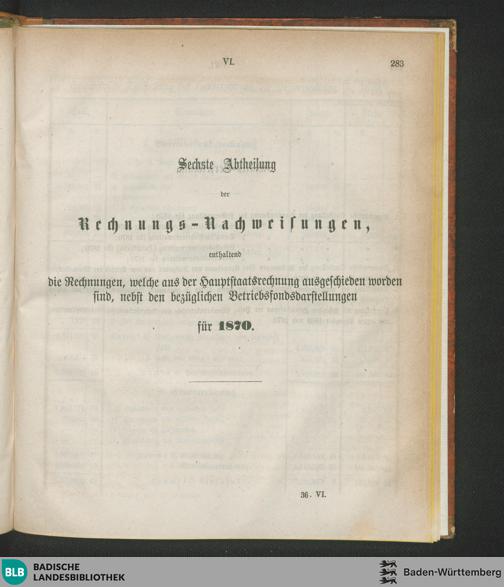 VI.
283
Sechste Abtheilung
der
Rechnungs-Nachweisungen,
enthaltend
die Rechnungen, welche aus der Hauptstaatsrechnung ausgeschieden worden
sind, nebst den bezüglichen Betriebsfondsdarstellungen
für 1870.
36. VI.
BLB
BADISCHE
LANDESBIBLIOTHEK
Baden-Württemberg